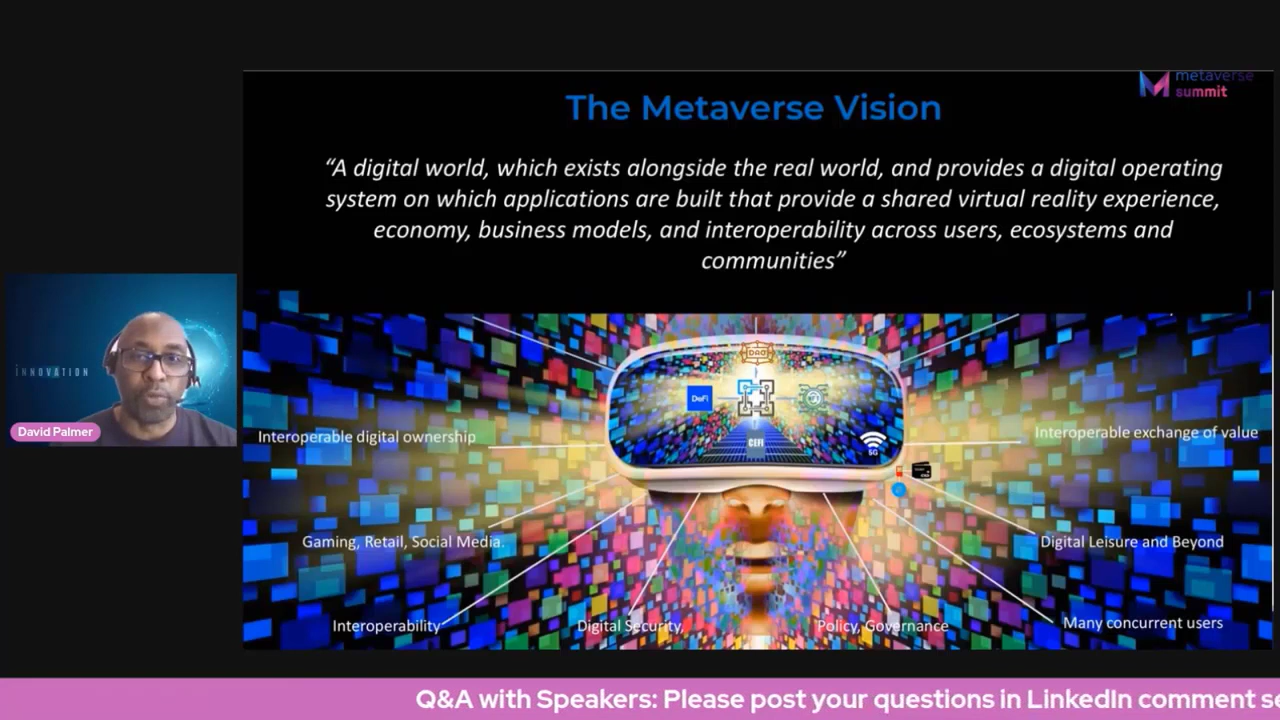 metaverse
summit
The Metaverse Vision
“A digital world, which exists alongside the real world, and provides a digital operating
system on which applications are built that provide a shared virtual reality experience,
economy, business models, and interoperability across users, ecosystems and
communities”
DAO
DeFi
CEFI
5G
INNOVATION
David Palmer
Interoperable digital ownership
Interoperable exchange of value
Gaming, Retail, Social Media.
Digital Leisure and Beyond
Interoperability
Digital Security,
Policy, Governance
Many concurrent users
Q&A with Speakers: Please post your questions in LinkedIn comment se